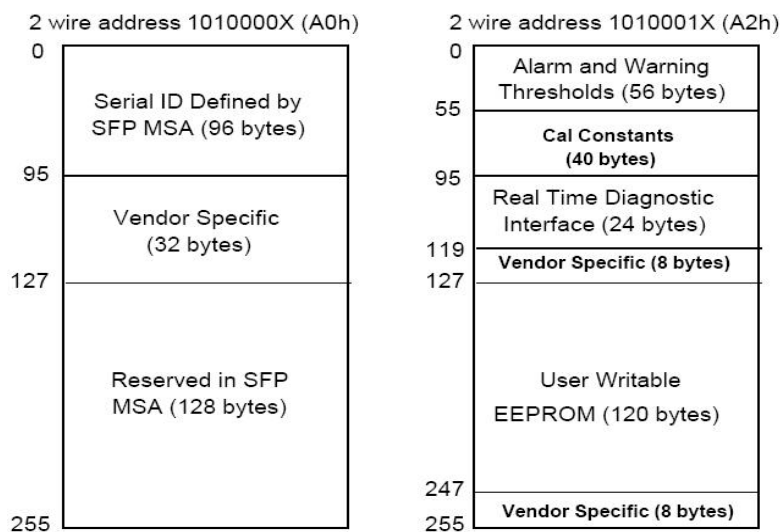 2 wire address 1010000X (A0h)
0
Serial ID Defined by
SFP MSA (96 bytes)
95
Vendor Specific
(32 bytes)
127
Reserved in SFP
MSA (128 bytes)
255
2 wire address 1010001X (A2h)
0
Alarm and Warning
Thresholds (56 bytes)
55
Cal Constants
(40 bytes)
95
Real Time Diagnostic
Interface (24 bytes)
119
Vendor Specific (8 bytes)
127
User Writable
EEPROM (120 bytes)
247
Vendor Specific (8 bytes)
255